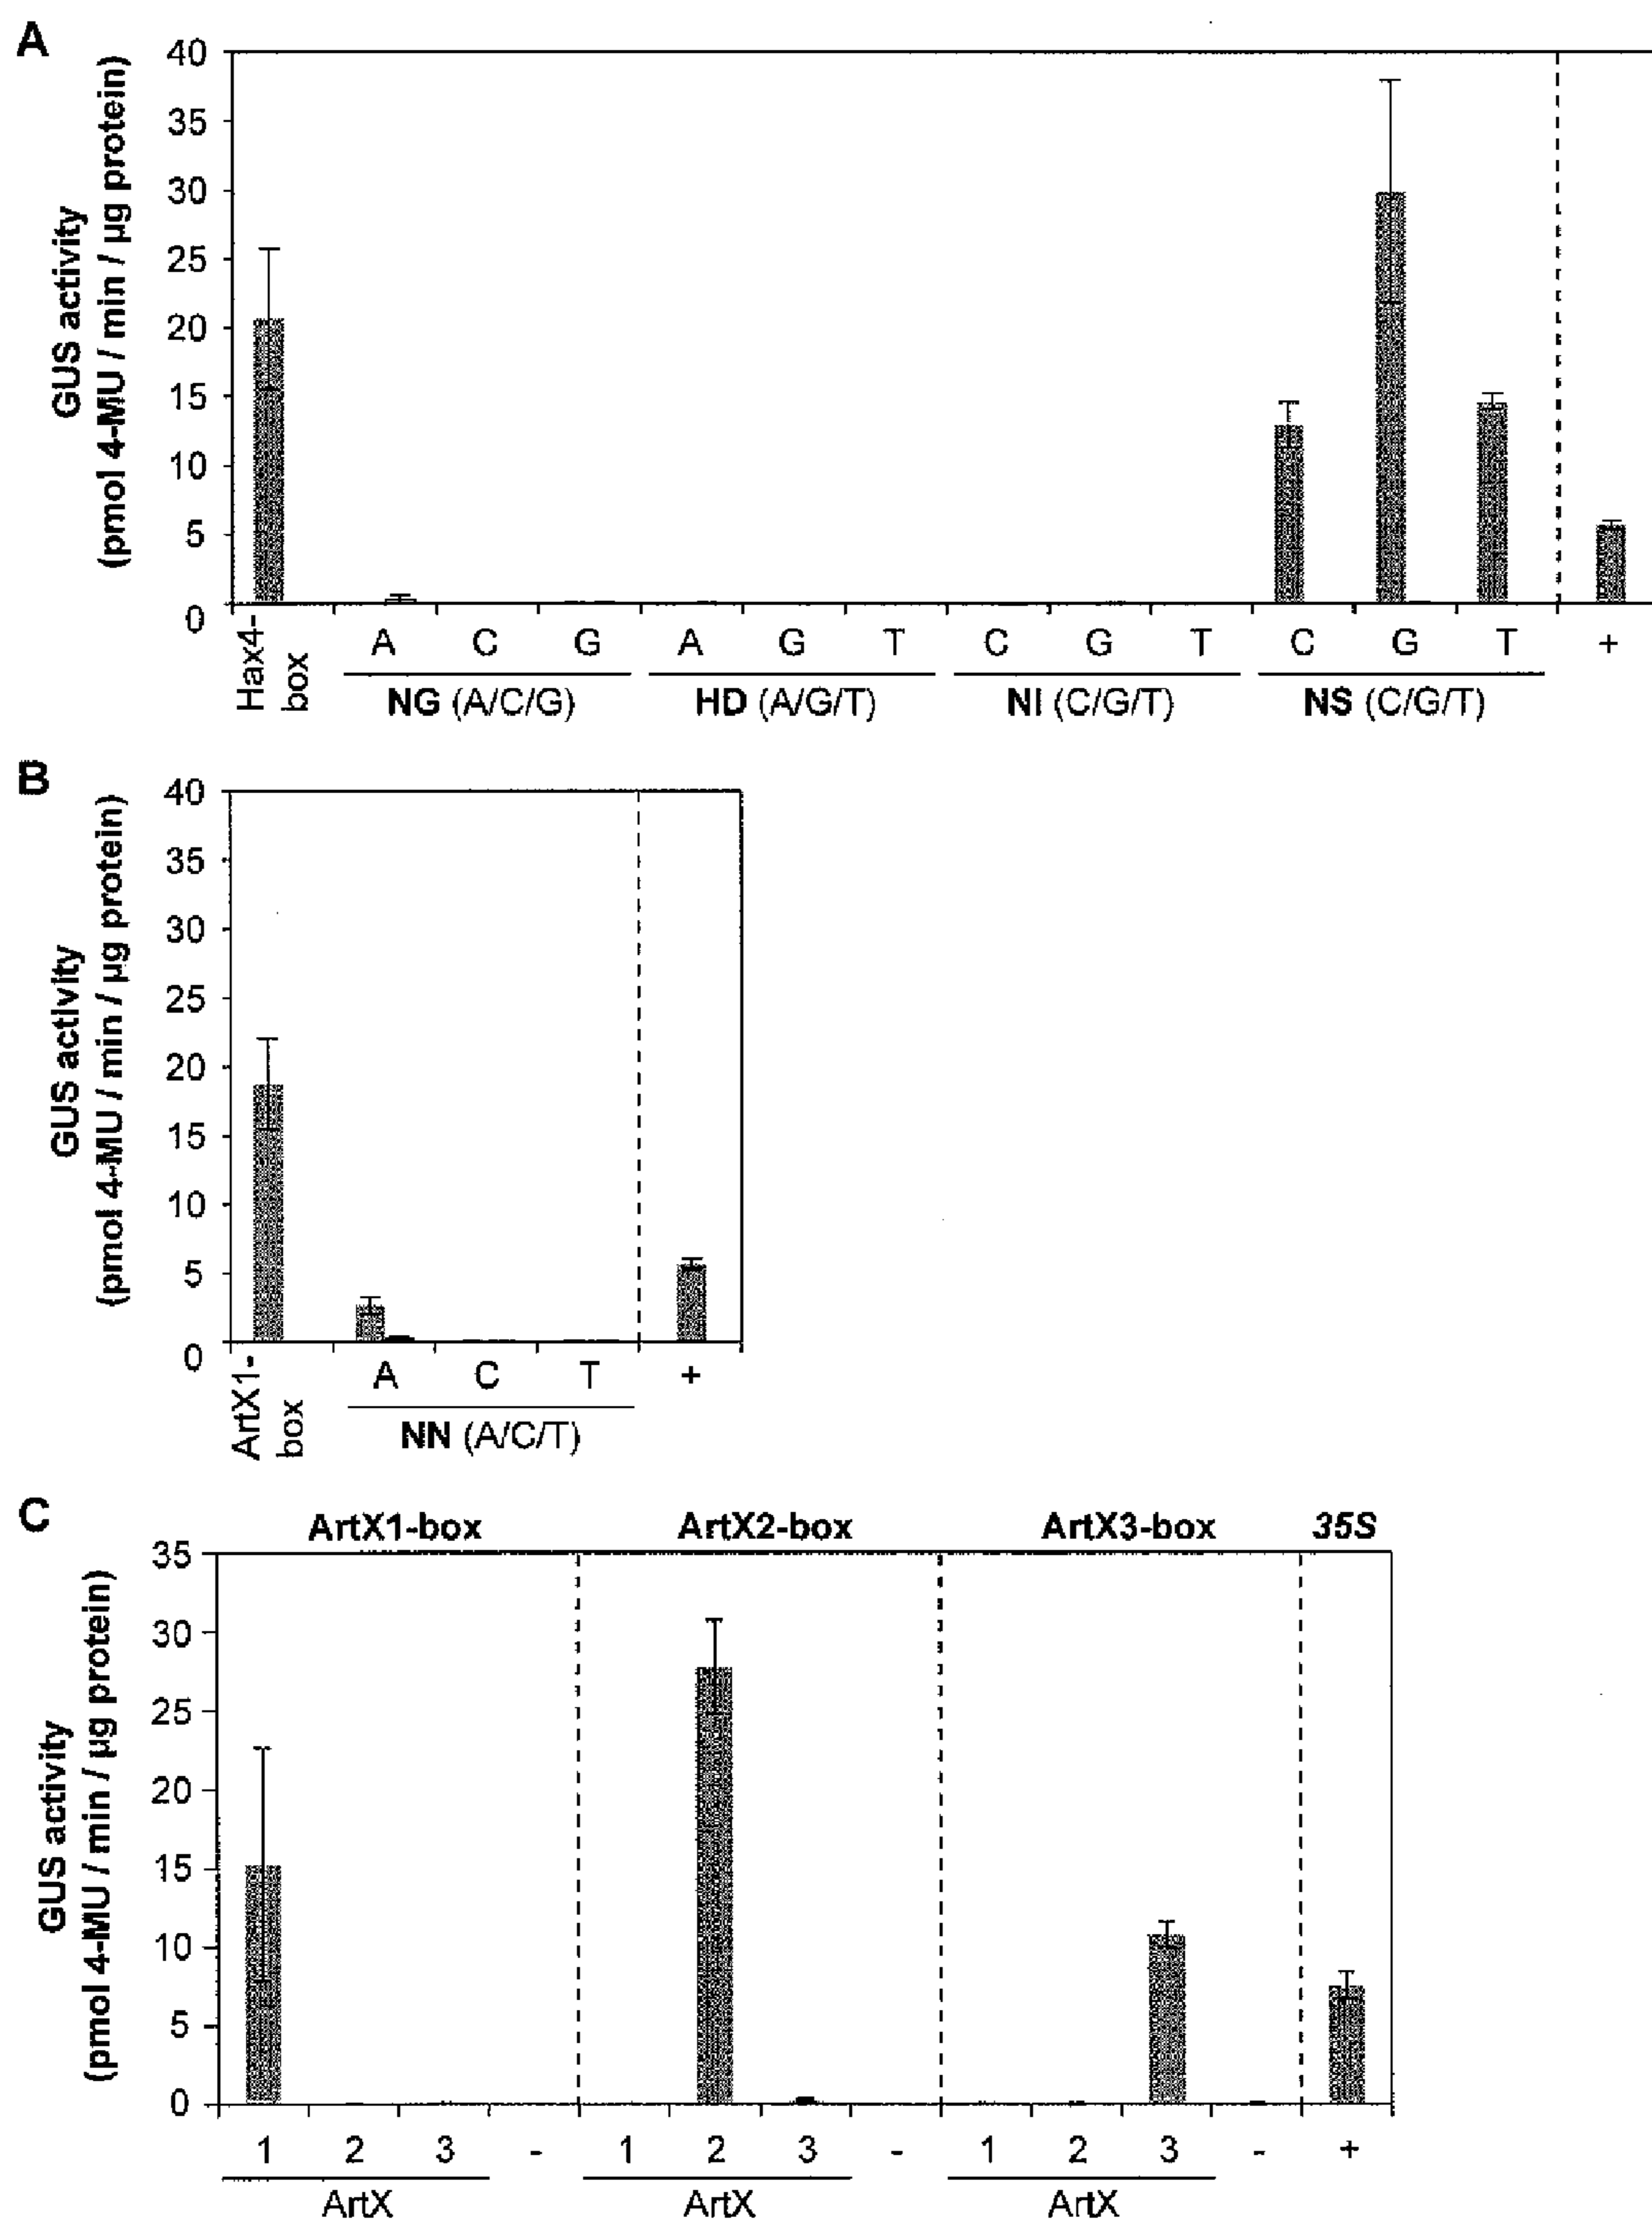 A
GUS activity
(pmol 4-MU / min / µg protein)
40
35
30
25
20
15
10
5
0
Hax4-
box
A C G A G T C G T C G T +
NG (A/C/G) HD (A/G/T) NI (C/G/T) NS (C/G/T)
B
GUS activity
(pmol 4-MU / min / µg protein)
40
35
30
25
20
15
10
5
0
ArtX1-
box
A C T +
NN (A/C/T)
C
ArtX1-box ArtX2-box ArtX3-box 35S
GUS activity
(pmol 4-MU / min / µg protein)
35
30
25
20
15
10
5
0
1 2 3 - 1 2 3 - 1 2 3 - +
ArtX ArtX ArtX